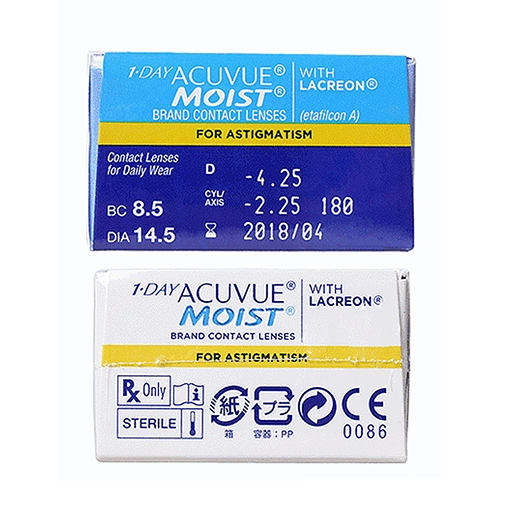 1·DAY ACUVUE® WITH
MOIST® LACREON®
BRAND CONTACT LENSES (etafilcon A)
FOR ASTIGMATISM
Contact Lenses
for Daily Wear
D -4.25
CYL/
AXIS -2.25 180
BC 8.5
DIA 14.5
2018/04
1·DAY ACUVUE® WITH
MOIST® LACREON®
BRAND CONTACT LENSES
FOR ASTIGMATISM
Rx Only i
紙 プラ CE
STERILE 箱 容器:PP 0086